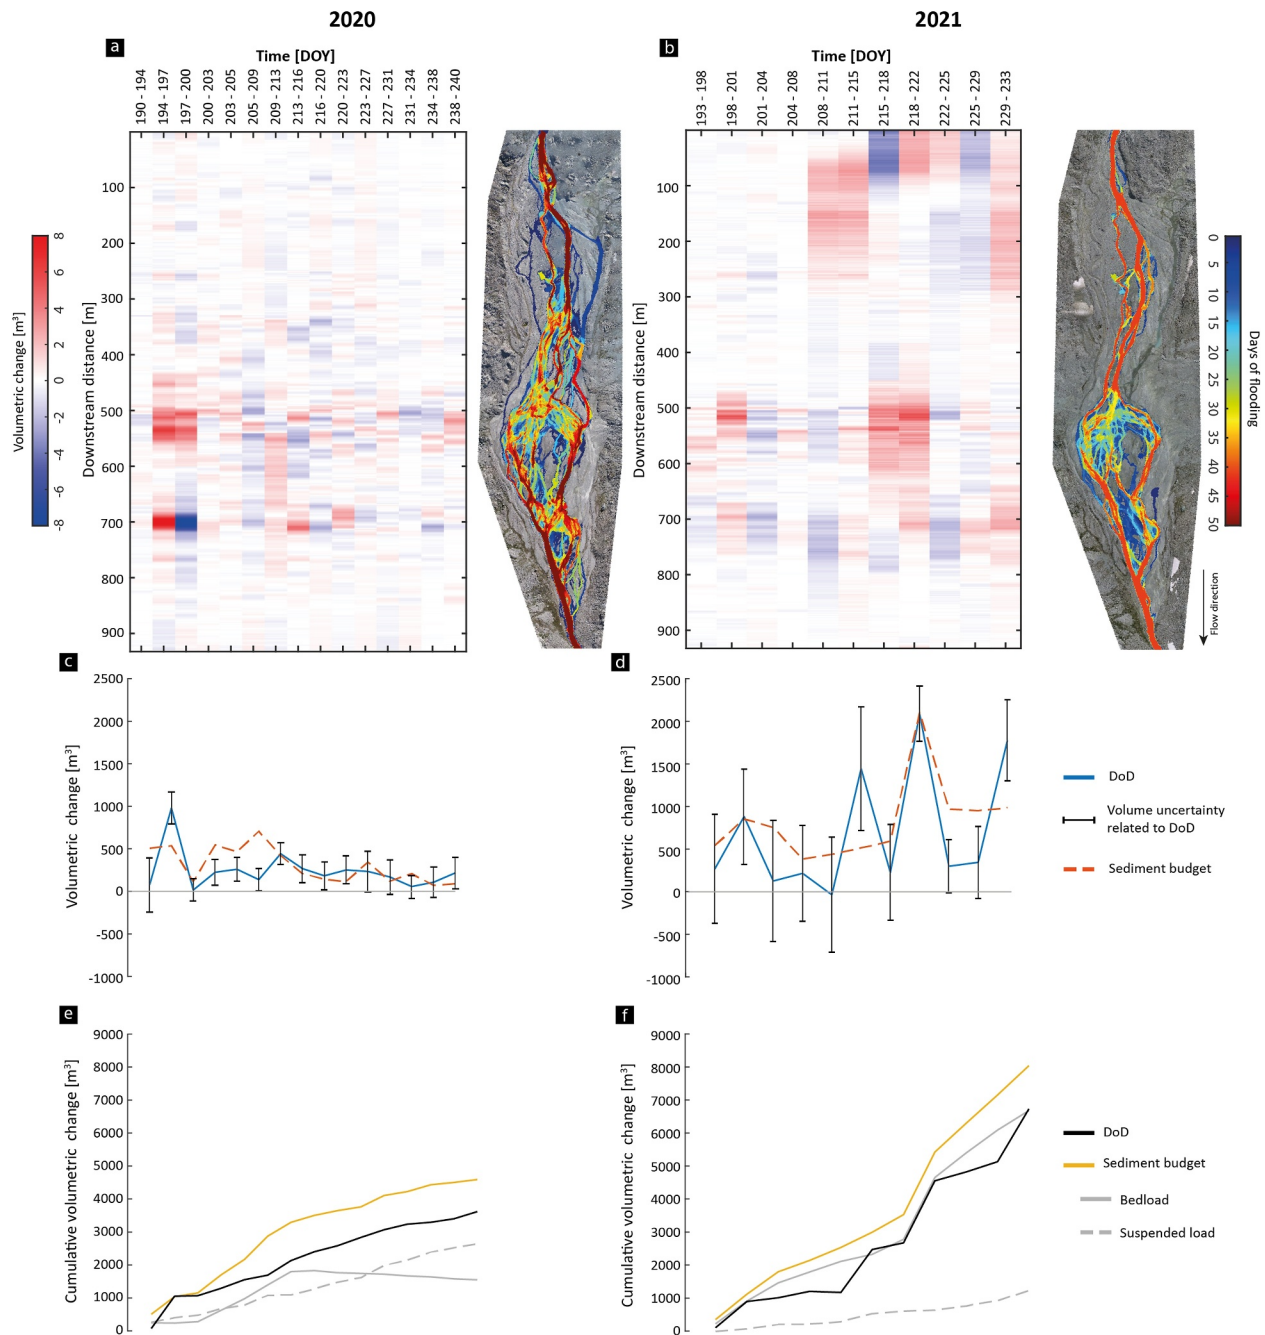 2020
2021
a
Time [DOY]
190 - 194
194 - 197
197 - 200
200 - 203
203 - 205
205 - 209
209 - 213
213 - 216
216 - 220
220 - 223
223 - 227
227 - 231
231 - 234
234 - 238
238 - 240
b
Time [DOY]
193 - 198
198 - 201
201 - 204
204 - 208
208 - 211
211 - 215
215 - 218
218 - 222
222 - 225
225 - 229
229 - 233
Volumetric change [m³]
8
6
4
2
0
-2
-4
-6
-8
Downstream distance [m]
100
200
300
400
500
600
700
800
900
Downstream distance [m]
100
200
300
400
500
600
700
800
900
0
5
10
15
20
25
30
35
40
45
50
Days of flooding
Flow direction
c
Volumetric change [m³]
2500
2000
1500
1000
500
0
-500
-1000
d
Volumetric change [m³]
2500
2000
1500
1000
500
0
-500
-1000
DoD
Volume uncertainty
related to DoD
Sediment budget
e
Cumulative volumetric change [m³]
9000
8000
7000
6000
5000
4000
3000
2000
1000
0
f
Cumulative volumetric change [m³]
9000
8000
7000
6000
5000
4000
3000
2000
1000
0
DoD
Sediment budget
Bedload
Suspended load